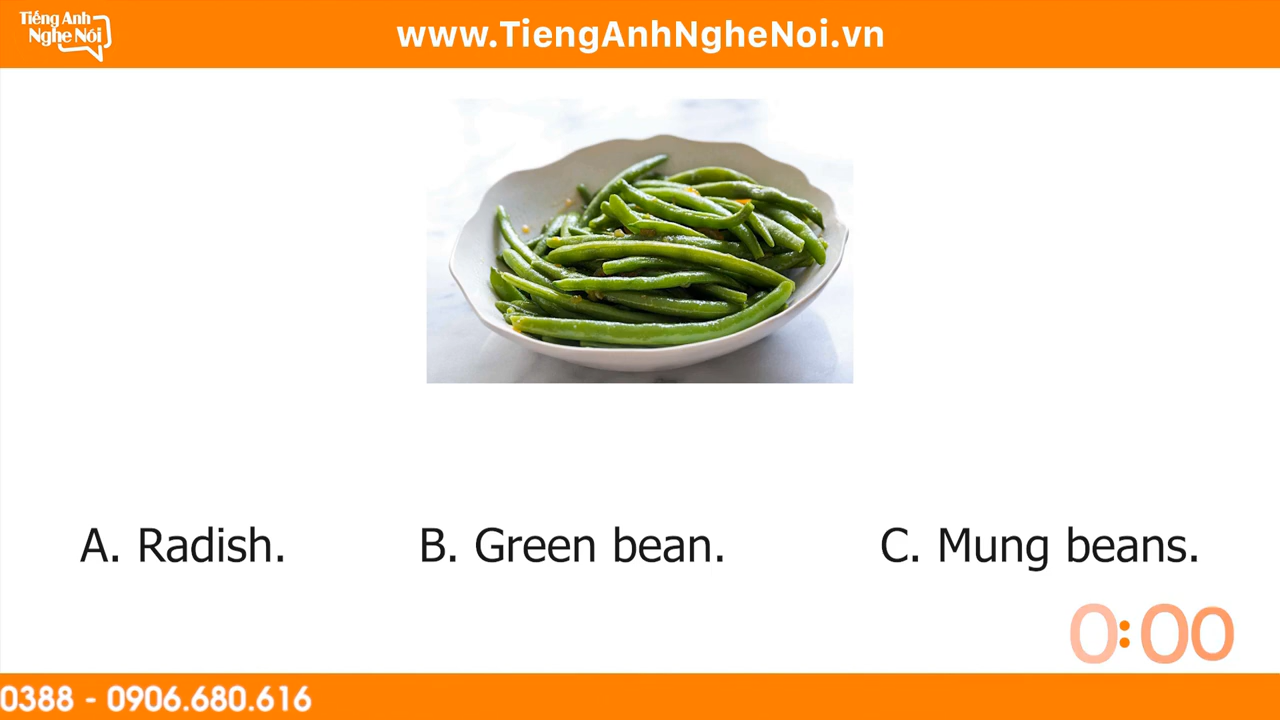 Tiếng Anh
Nghe Nói
www.TiengAnhNgheNoi.vn
A. Radish.
B. Green bean.
C. Mung beans.
0:00
0388 - 0906.680.616